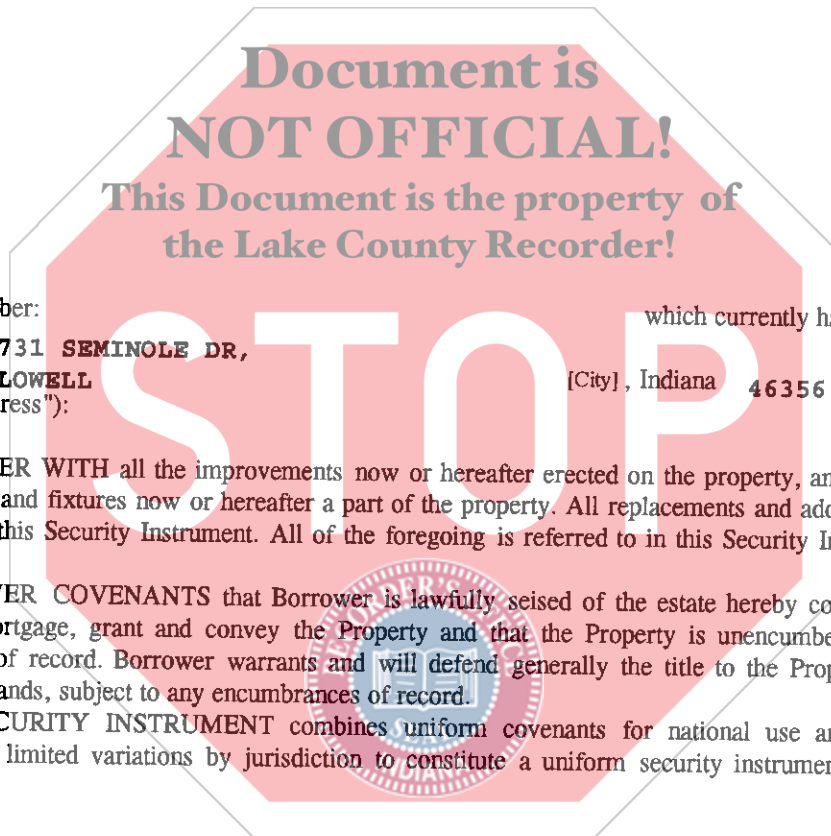 Document is
NOT OFFICIAL!
This Document is the property of
the Lake County Recorder!
STOP
ber:
which currently ha
731 SEMINOLE DR,
LOWELL
[City] , Indiana 46356
ress"):
ER WITH all the improvements now or hereafter erected on the property, an
and fixtures now or hereafter a part of the property. All replacements and add
this Security Instrument. All of the foregoing is referred to in this Security In
ER COVENANTS that Borrower is lawfully seised of the estate hereby co
ortgage, grant and convey the Property and that the Property is unencumbe
of record. Borrower warrants and will defend generally the title to the Prop
ands, subject to any encumbrances of record.
CURITY INSTRUMENT combines uniform covenants for national use an
limited variations by jurisdiction to constitute a uniform security instrumen
RECORDER'S OFFICE
SEAL
INDIANA